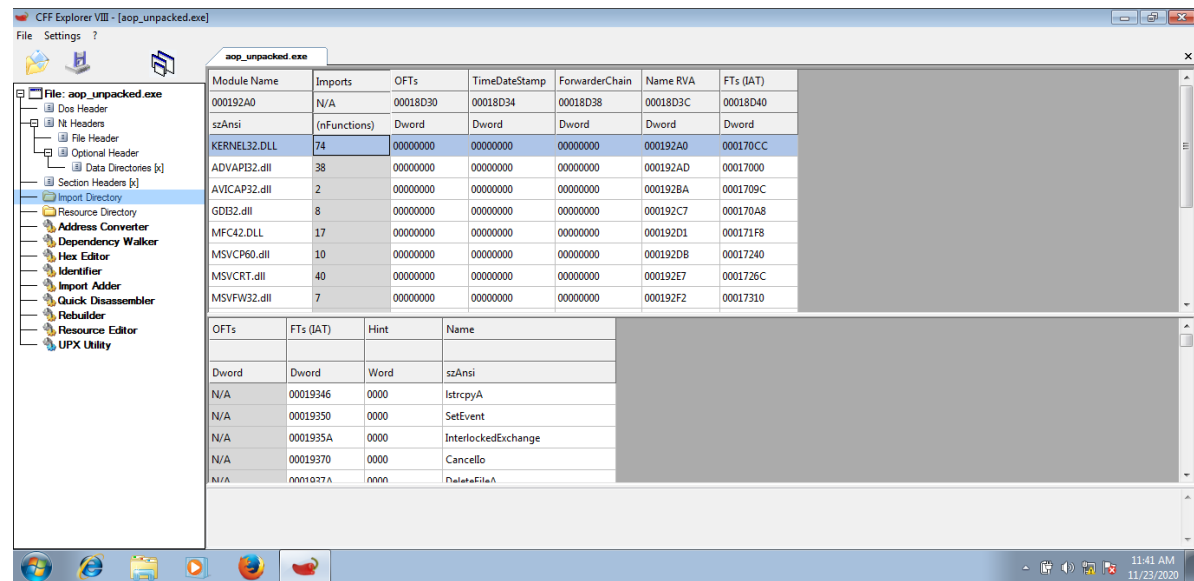 CFF Explorer VIII - [aop_unpacked.exe]
File Settings ?
aop_unpacked.exe
File: aop_unpacked.exe
Dos Header
Nt Headers
File Header
Optional Header
Data Directories [x]
Section Headers [x]
Import Directory
Resource Directory
Address Converter
Dependency Walker
Hex Editor
Identifier
Import Adder
Quick Disassembler
Rebuilder
Resource Editor
UPX Utility
Module Name Imports OFTs TimeDateStamp ForwarderChain Name RVA FTs (IAT)
000192A0 N/A 00018D30 00018D34 00018D38 00018D3C 00018D40
szAnsi (nFunctions) Dword Dword Dword Dword Dword
KERNEL32.DLL 74 00000000 00000000 00000000 000192A0 000170CC
ADVAPI32.dll 38 00000000 00000000 00000000 000192AD 00017000
AVICAP32.dll 2 00000000 00000000 00000000 000192BA 0001709C
GDI32.dll 8 00000000 00000000 00000000 000192C7 000170A8
MFC42.DLL 17 00000000 00000000 00000000 000192D1 000171F8
MSVCP60.dll 10 00000000 00000000 00000000 000192DB 00017240
MSVCRT.dll 40 00000000 00000000 00000000 000192E7 0001726C
MSVFW32.dll 7 00000000 00000000 00000000 000192F2 00017310
OFTs FTs (IAT) Hint Name
Dword Dword Word szAnsi
N/A 00019346 0000 lstrcpyA
N/A 00019350 0000 SetEvent
N/A 0001935A 0000 InterlockedExchange
N/A 00019370 0000 CancelIo
N/A 0001937A 0000 DeleteFileA
11:41 AM
11/23/2020